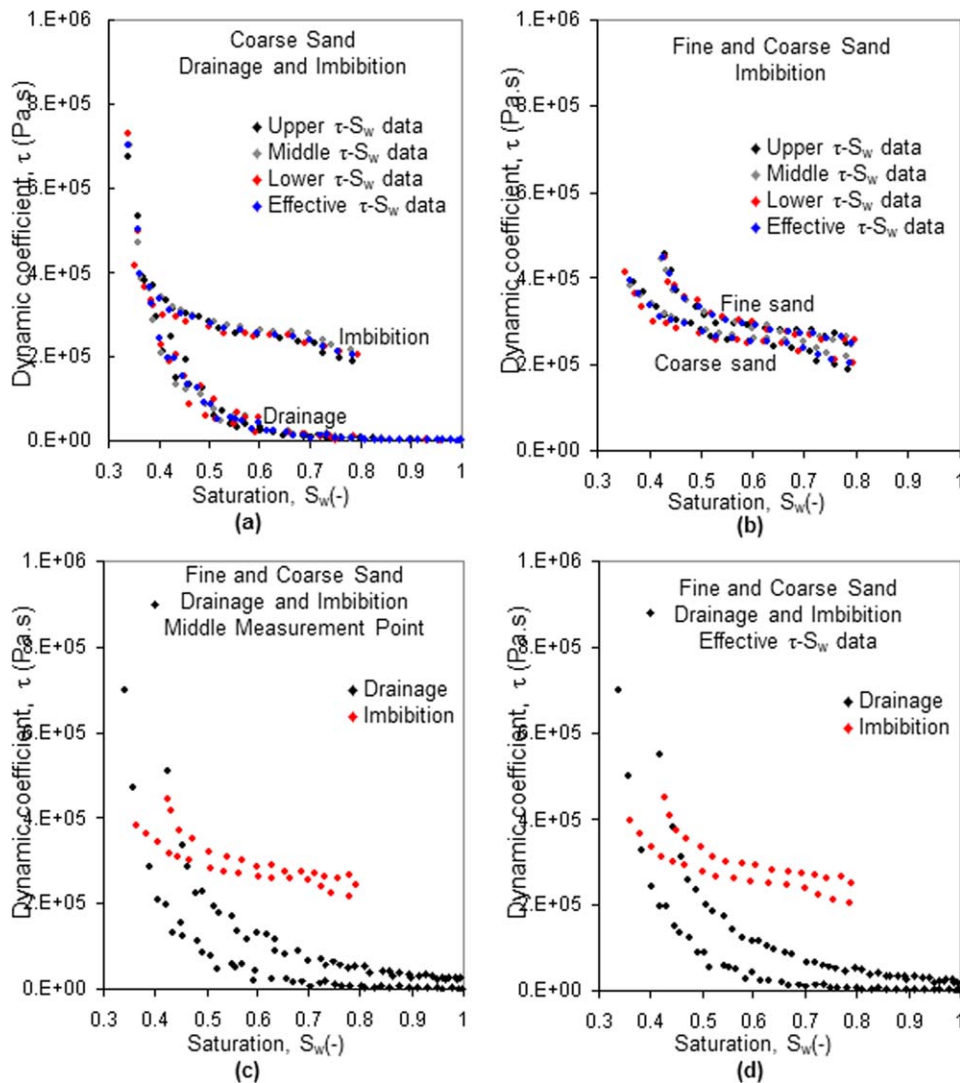 Coarse Sand
Drainage and Imbibition
Upper τ-Sw data
Middle τ-Sw data
Lower τ-Sw data
Effective τ-Sw data
Imbibition
Drainage
Dynamic coefficient, τ (Pa.s)
1.E+06
8.E+05
6.E+05
4.E+05
2.E+05
0.E+00
0.3 0.4 0.5 0.6 0.7 0.8 0.9 1
Saturation, Sw(-)
(a)
Fine and Coarse Sand
Imbibition
Upper τ-Sw data
Middle τ-Sw data
Lower τ-Sw data
Effective τ-Sw data
Fine sand
Coarse sand
Dynamic coefficient, τ (Pa.s)
1.E+06
8.E+05
6.E+05
4.E+05
2.E+05
0.E+00
0.3 0.4 0.5 0.6 0.7 0.8 0.9 1
Saturation, Sw(-)
(b)
Fine and Coarse Sand
Drainage and Imbibition
Middle Measurement Point
Drainage
Imbibition
Dynamic coefficient, τ (Pa.s)
1.E+06
8.E+05
6.E+05
4.E+05
2.E+05
0.E+00
0.3 0.4 0.5 0.6 0.7 0.8 0.9 1
Saturation, Sw(-)
(c)
Fine and Coarse Sand
Drainage and Imbibition
Effective τ-Sw data
Drainage
Imbibition
Dynamic coefficient, τ (Pa.s)
1.E+06
8.E+05
6.E+05
4.E+05
2.E+05
0.E+00
0.3 0.4 0.5 0.6 0.7 0.8 0.9 1
Saturation, Sw(-)
(d)